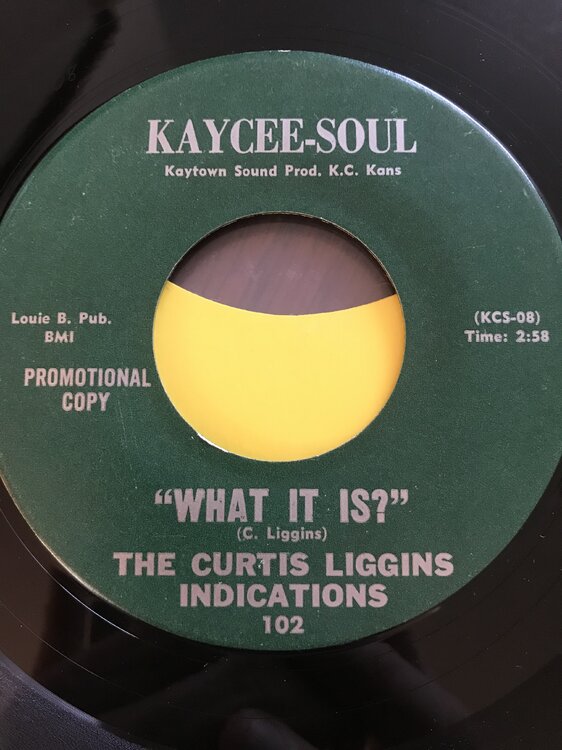 KAYCEE-SOUL
Kaytown Sound Prod. K.C. Kans
Louie B. Pub.
BMI
(KCS-08)
Time: 2:58
PROMOTIONAL
COPY
"WHAT IT IS?"
(C. Liggins)
THE CURTIS LIGGINS
INDICATIONS
102